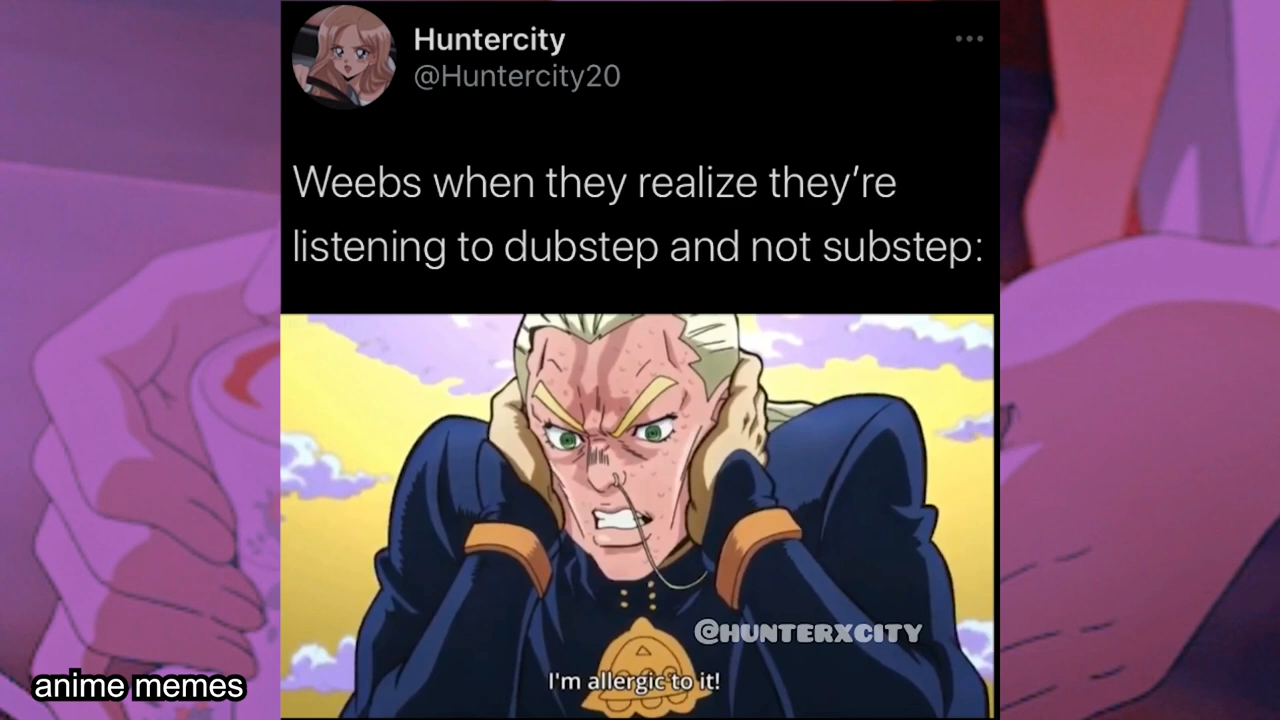 Huntercity
@Huntercity20
Weebs when they realize they’re
listening to dubstep and not substep:
@HUNTERXCITY
I'm allergic to it!
anime memes